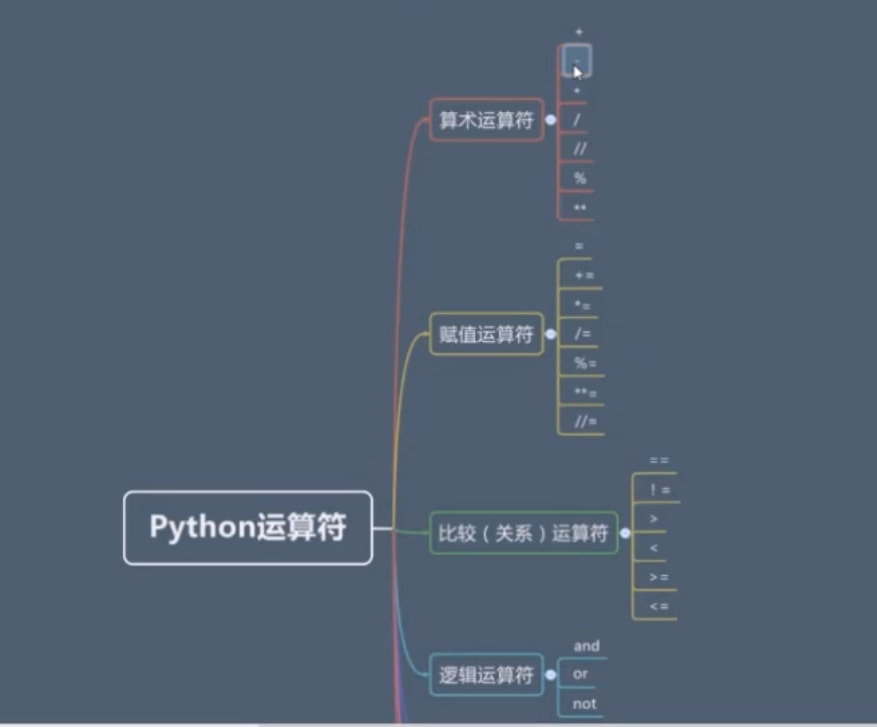 Python运算符
算术运算符
+
-
*
/
//
%
**
赋值运算符
=
+=
*=
/=
%=
**=
//=
比较（关系）运算符
==
!=
>
<
>=
<=
逻辑运算符
and
or
not